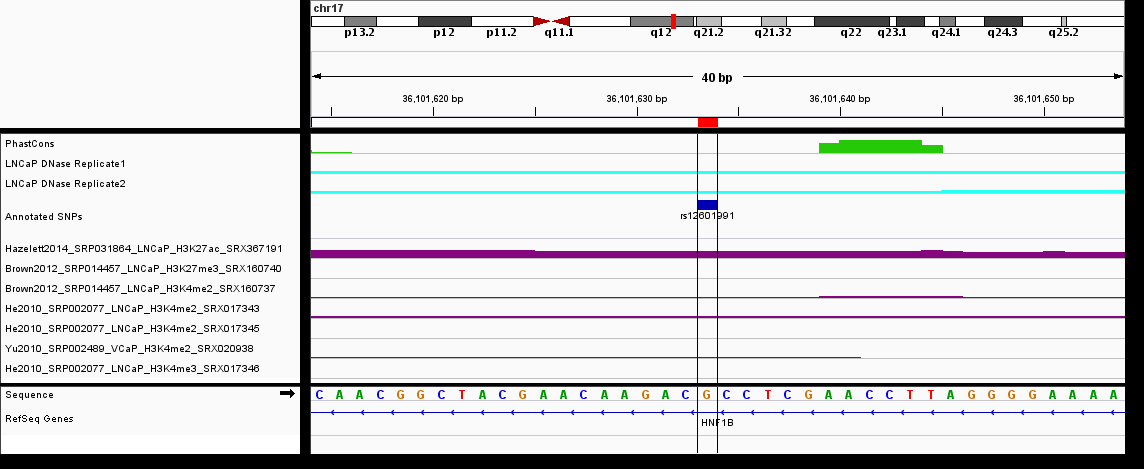 chr17
p13.2 p12 p11.2 q11.1 q12 q21.2 q21.32 q22 q23.1 q24.1 q24.3 q25.2
40 bp
36,101,620 bp 36,101,630 bp 36,101,640 bp 36,101,650 bp
PhastCons
LNCaP DNase Replicate1
LNCaP DNase Replicate2
Annotated SNPs
rs12601991
Hazelett2014_SRP031864_LNCaP_H3K27ac_SRX367191
Brown2012_SRP014457_LNCaP_H3K27me3_SRX160740
Brown2012_SRP014457_LNCaP_H3K4me2_SRX160737
He2010_SRP002077_LNCaP_H3K4me2_SRX017343
He2010_SRP002077_LNCaP_H3K4me2_SRX017345
Yu2010_SRP002489_VCaP_H3K4me2_SRX020938
He2010_SRP002077_LNCaP_H3K4me3_SRX017346
Sequence C A A C G G C T A C G A A C A A G A C G C C T C G A A C C T T A G G G G A A A A
RefSeq Genes
HNF1B